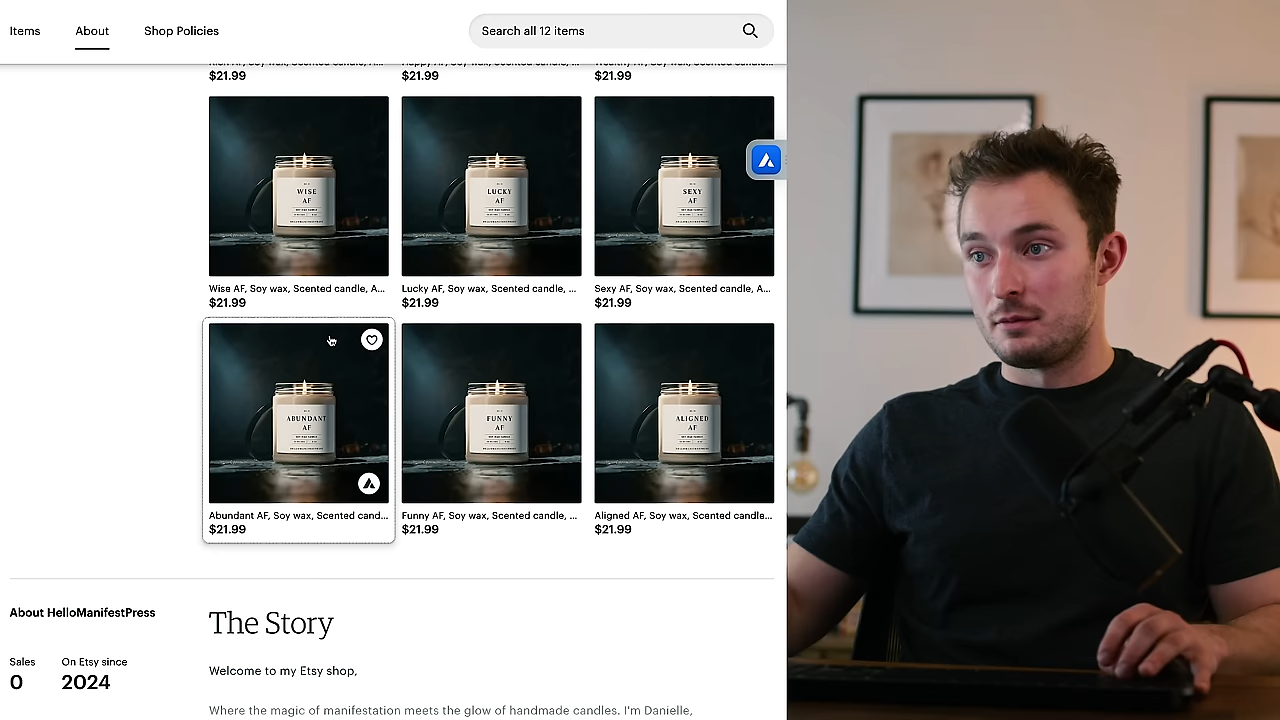 Items
About
Shop Policies
Search all 12 items
$21.99
$21.99
$21.99
WISE
AF
LUCKY
AF
SEXY
AF
Wise AF, Soy wax, Scented candle, A...
Lucky AF, Soy wax, Scented candle, ...
Sexy AF, Soy wax, Scented candle, A...
$21.99
$21.99
$21.99
ABUNDANT
AF
FUNNY
AF
ALIGNED
AF
Abundant AF, Soy wax, Scented cand...
Funny AF, Soy wax, Scented candle, ...
Aligned AF, Soy wax, Scented candle...
$21.99
$21.99
$21.99
About HelloManifestPress
The Story
Sales
On Etsy since
0
2024
Welcome to my Etsy shop,
Where the magic of manifestation meets the glow of handmade candles. I'm Danielle,